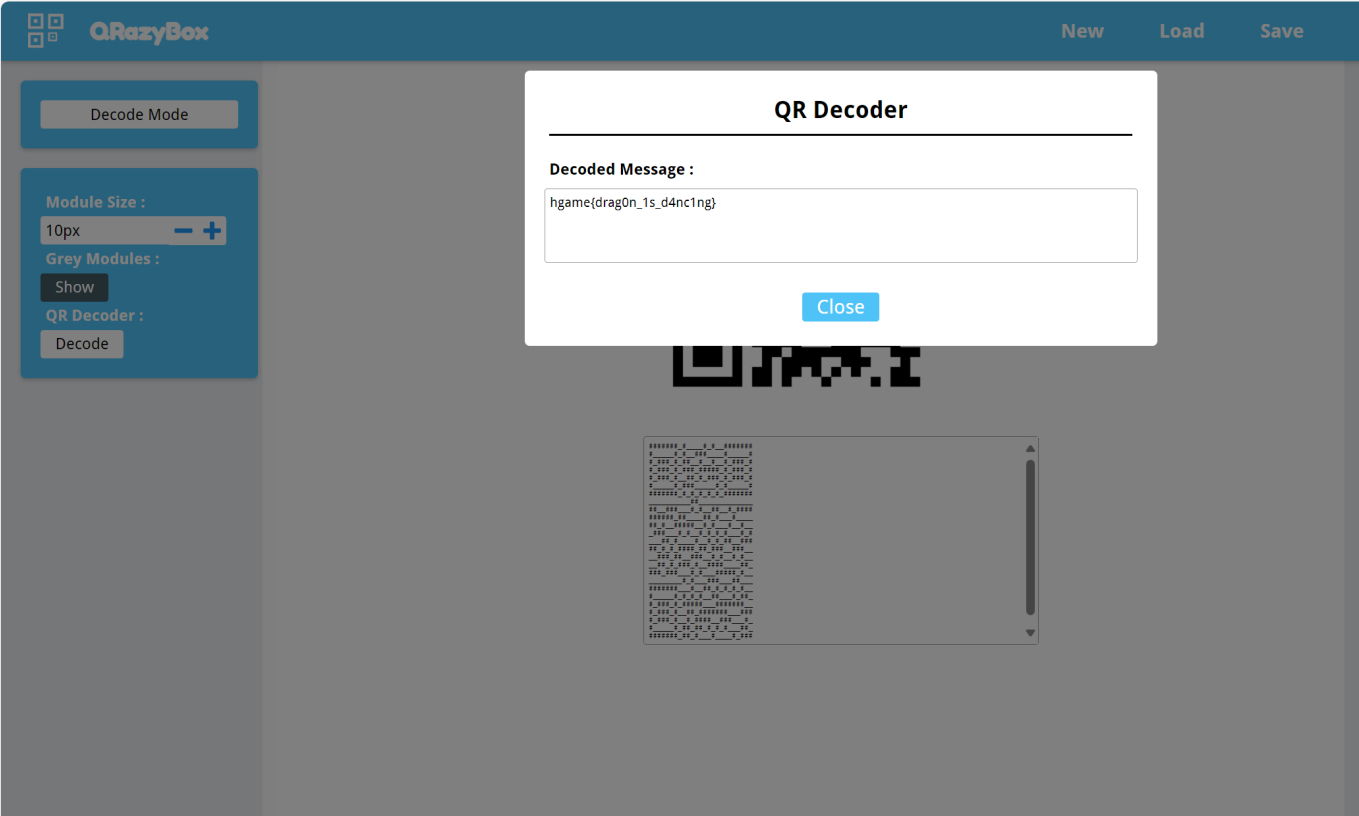 QRazyBox
New
Load
Save
Decode Mode
Module Size :
10px
Grey Modules :
Show
QR Decoder :
Decode
QR Decoder
Decoded Message :
hgame{drag0n_1s_d4nc1ng}
Close